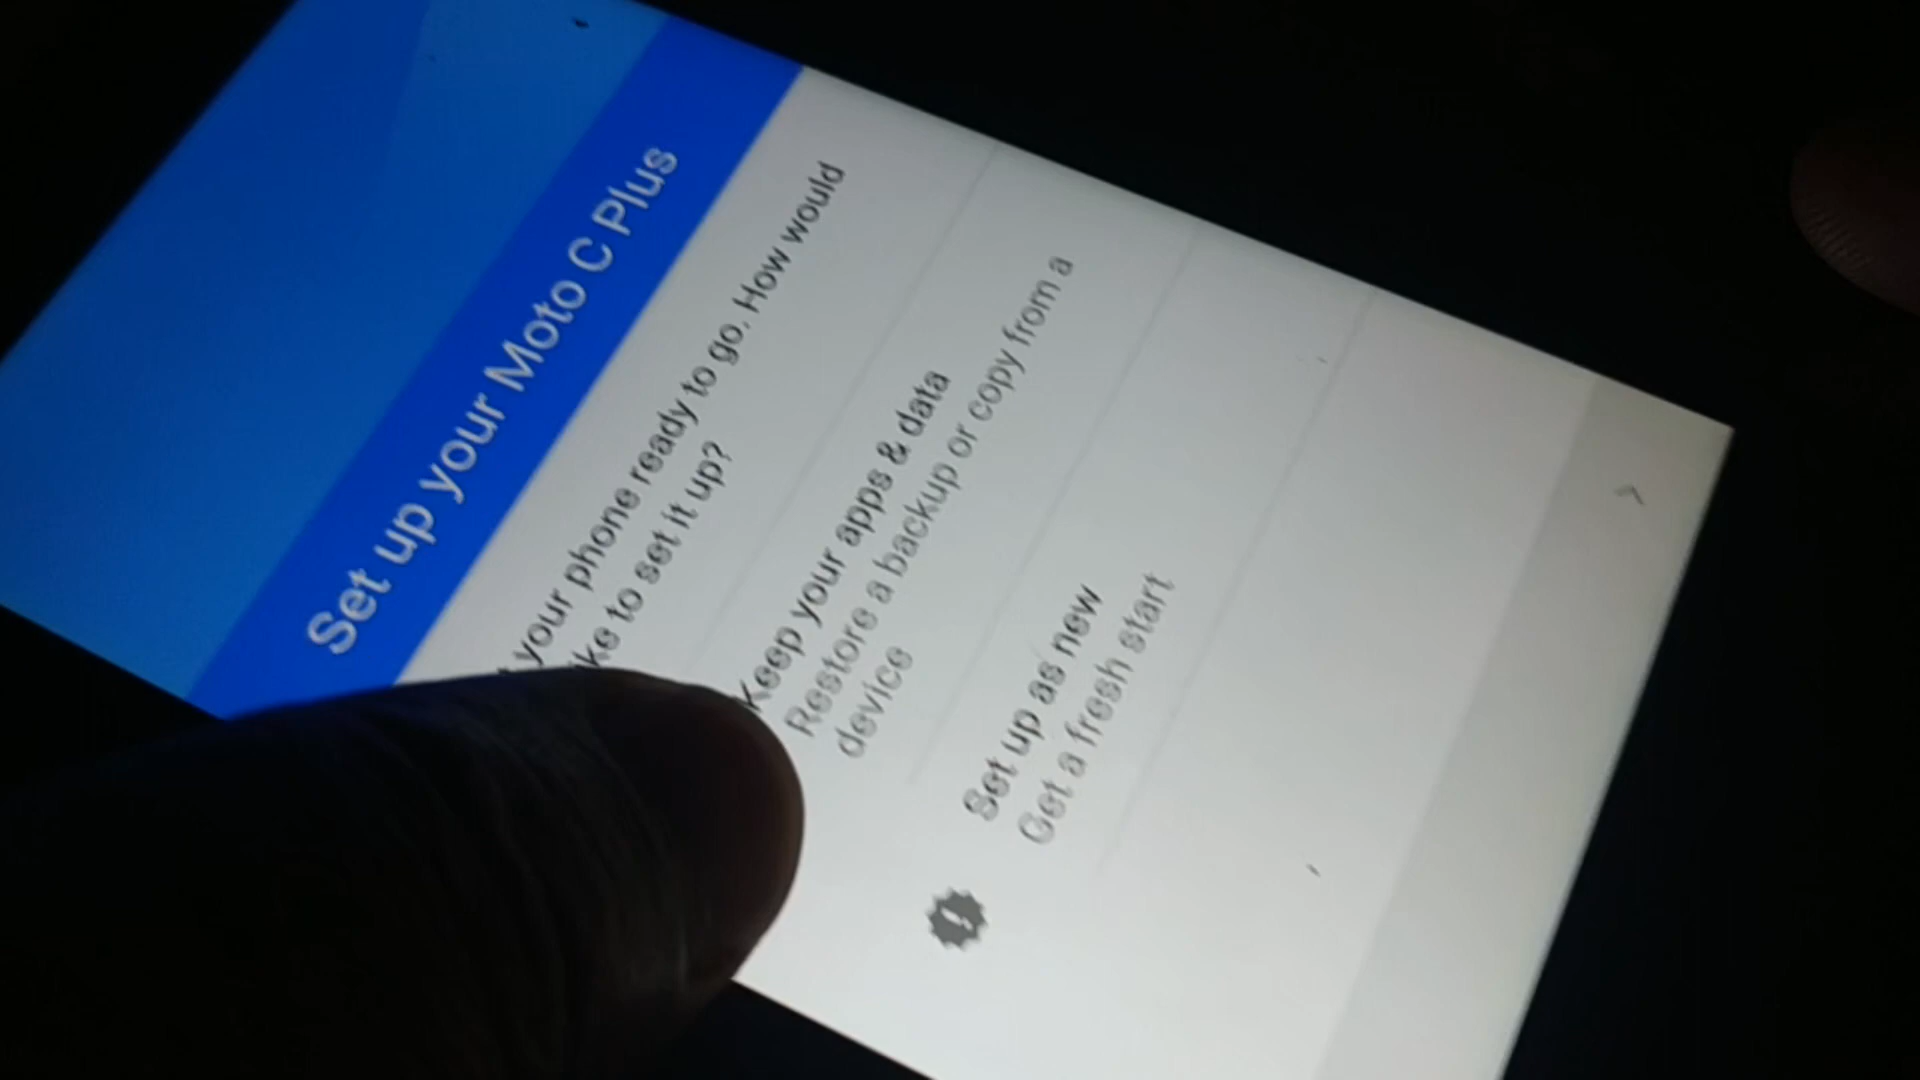 Set up your Moto C Plus
your phone ready to go. How would
to set it up?
Keep your apps & data
Restore a backup or copy from a
device
Set up as new
Get a fresh start